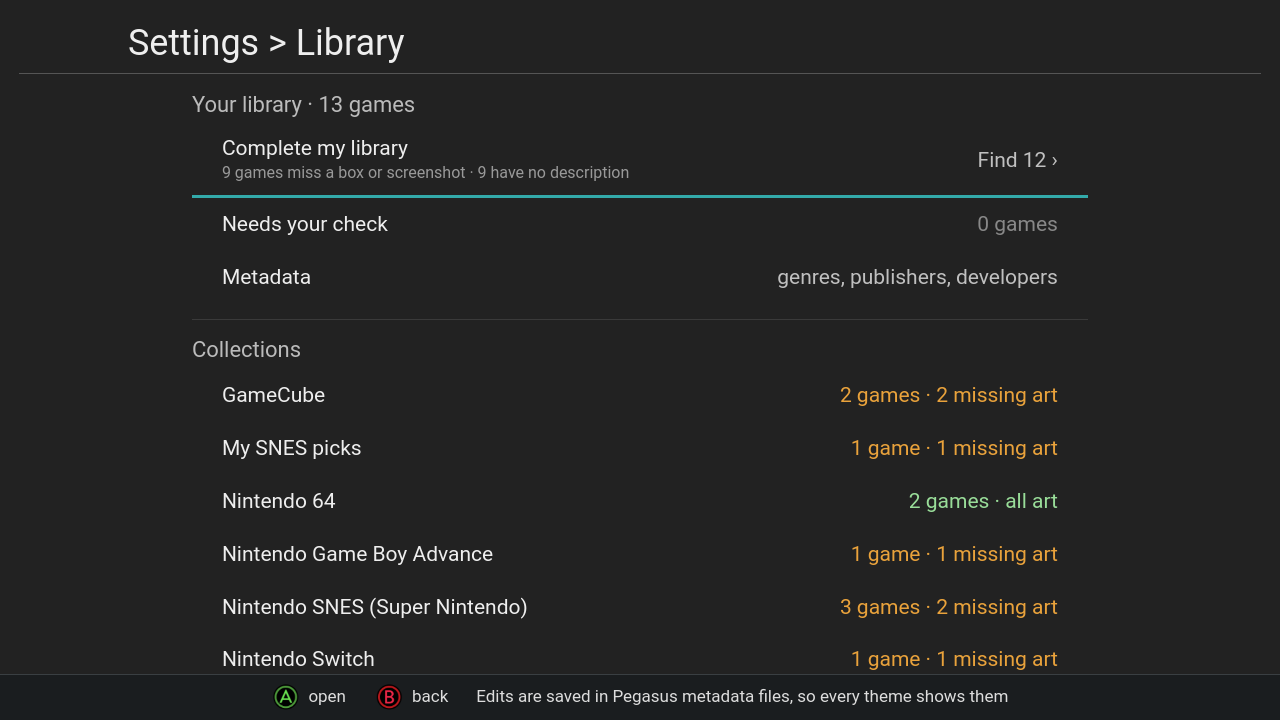 Settings > Library
Your library · 13 games
Complete my library
9 games miss a box or screenshot · 9 have no description
Find 12 ›
Needs your check
0 games
Metadata
genres, publishers, developers
Collections
GameCube
2 games · 2 missing art
My SNES picks
1 game · 1 missing art
Nintendo 64
2 games · all art
Nintendo Game Boy Advance
1 game · 1 missing art
Nintendo SNES (Super Nintendo)
3 games · 2 missing art
Nintendo Switch
1 game · 1 missing art
A open B back Edits are saved in Pegasus metadata files, so every theme shows them